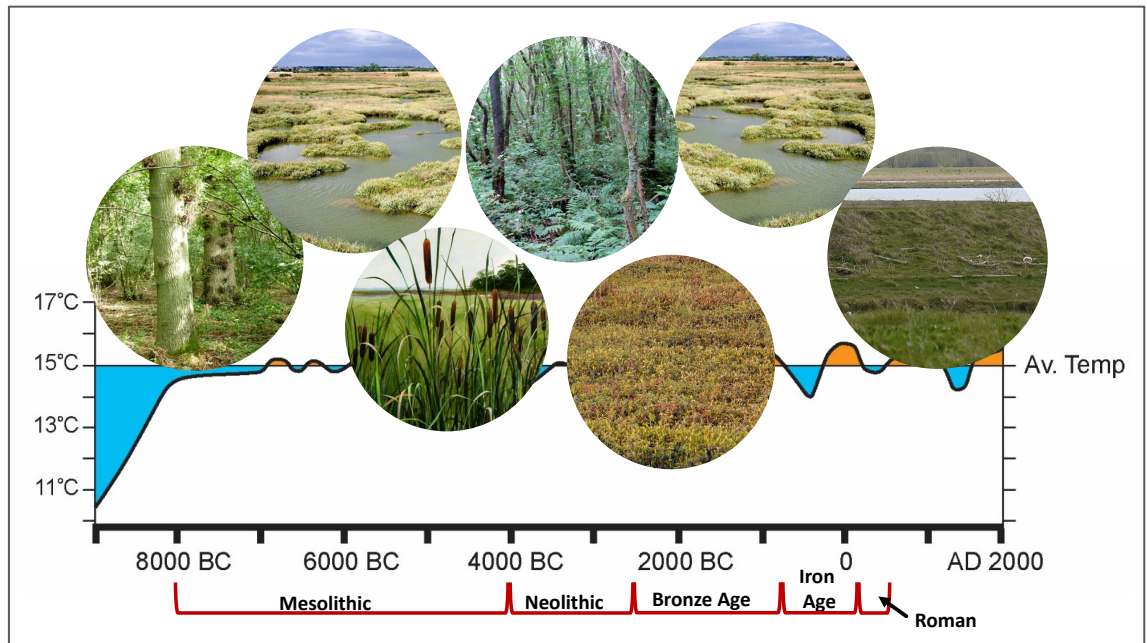 17°C
15°C
Av. Temp
13°C
11°C
8000 BC
6000 BC
4000 BC
2000 BC
0
AD 2000
Mesolithic
Neolithic
Bronze Age
Iron
Age
Roman